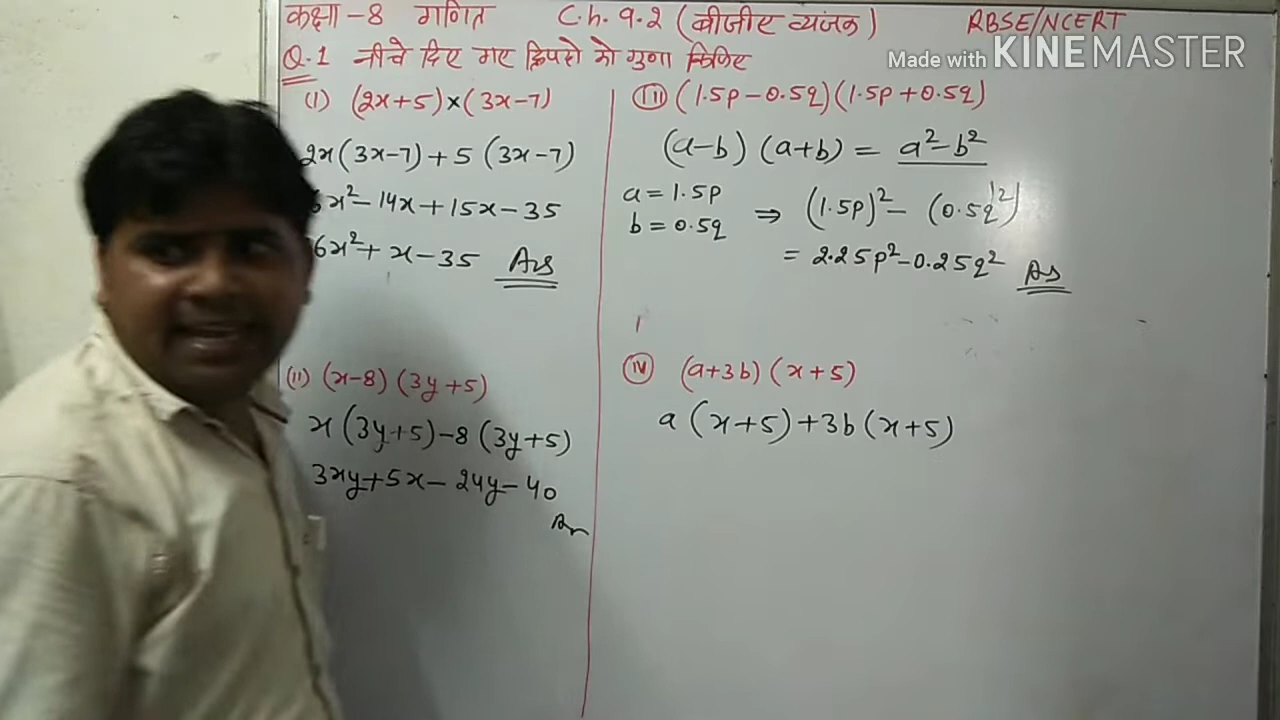 कक्षा-8 गणित Ch. 9.2 (बीजीए व्यंजक) RBSE/NCERT
Made with KINEMASTER
Q.1 नीचे दिए गए द्विपदो को गुणा किजिए
(i) (2x+5)×(3x-7)
2x(3x-7)+5(3x-7)
6x²-14x+15x-35
6x²+x-35 Ans
(ii) (x-8)(3y+5)
x(3y+5)-8(3y+5)
3xy+5x-24y-40
Ans
(iii) (1.5p-0.5q)(1.5p+0.5q)
(a-b)(a+b) = a²-b²
a=1.5p
b=0.5q ⇒ (1.5p)²-(0.5q²)²
= 2.25p²-0.25q² Ans
(iv) (a+3b)(x+5)
a(x+5)+3b(x+5)